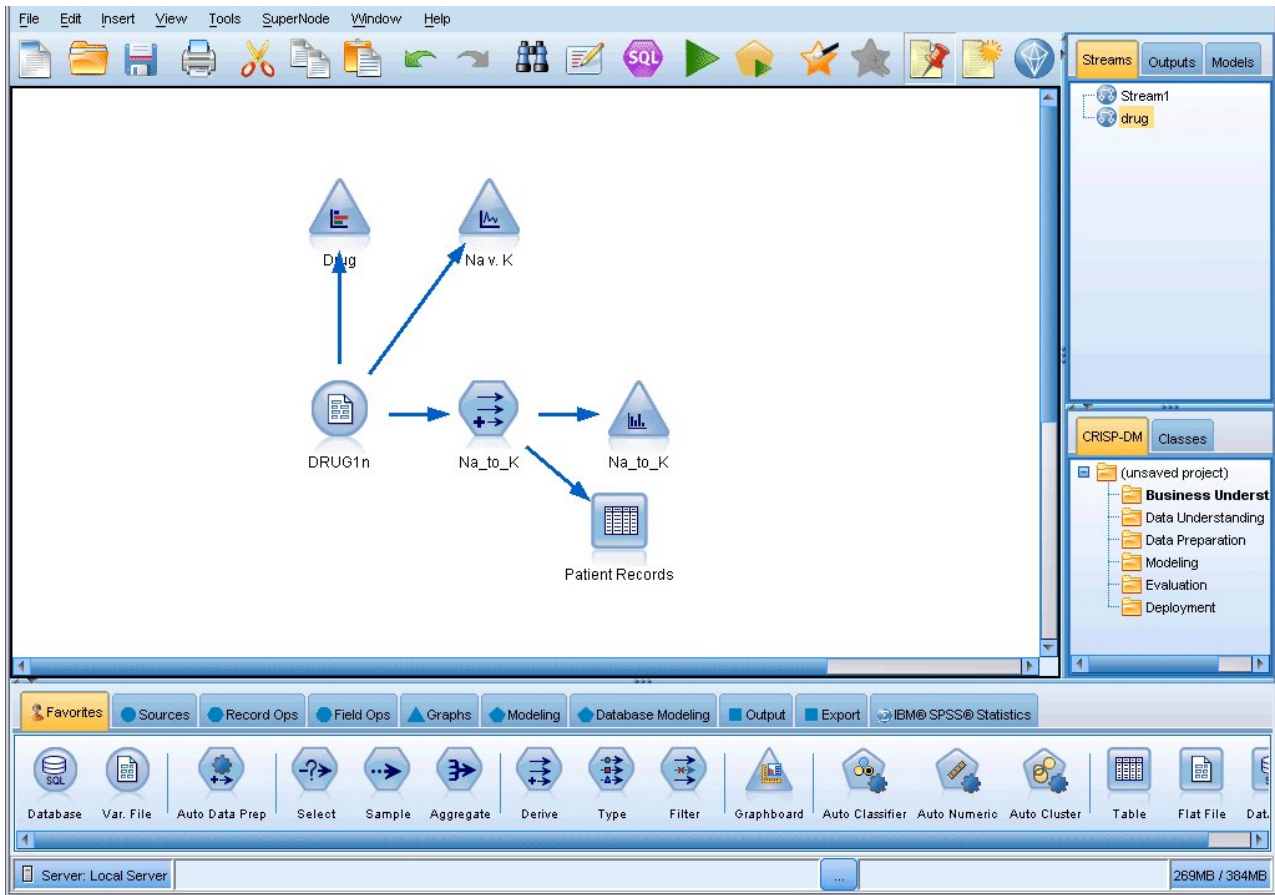 File Edit Insert View Tools SuperNode Window Help
SQL
Streams Outputs Models
Stream1
drug
Drug
Na v. K
DRUG1n
Na_to_K
Na_to_K
Patient Records
CRISP-DM Classes
(unsaved project)
Business Underst
Data Understanding
Data Preparation
Modeling
Evaluation
Deployment
Favorites Sources Record Ops Field Ops Graphs Modeling Database Modeling Output Export IBM® SPSS® Statistics
SQL
Database Var. File Auto Data Prep Select Sample Aggregate Derive Type Filter Graphboard Auto Classifier Auto Numeric Auto Cluster Table Flat File Dat.
Server: Local Server ... 269MB / 384MB